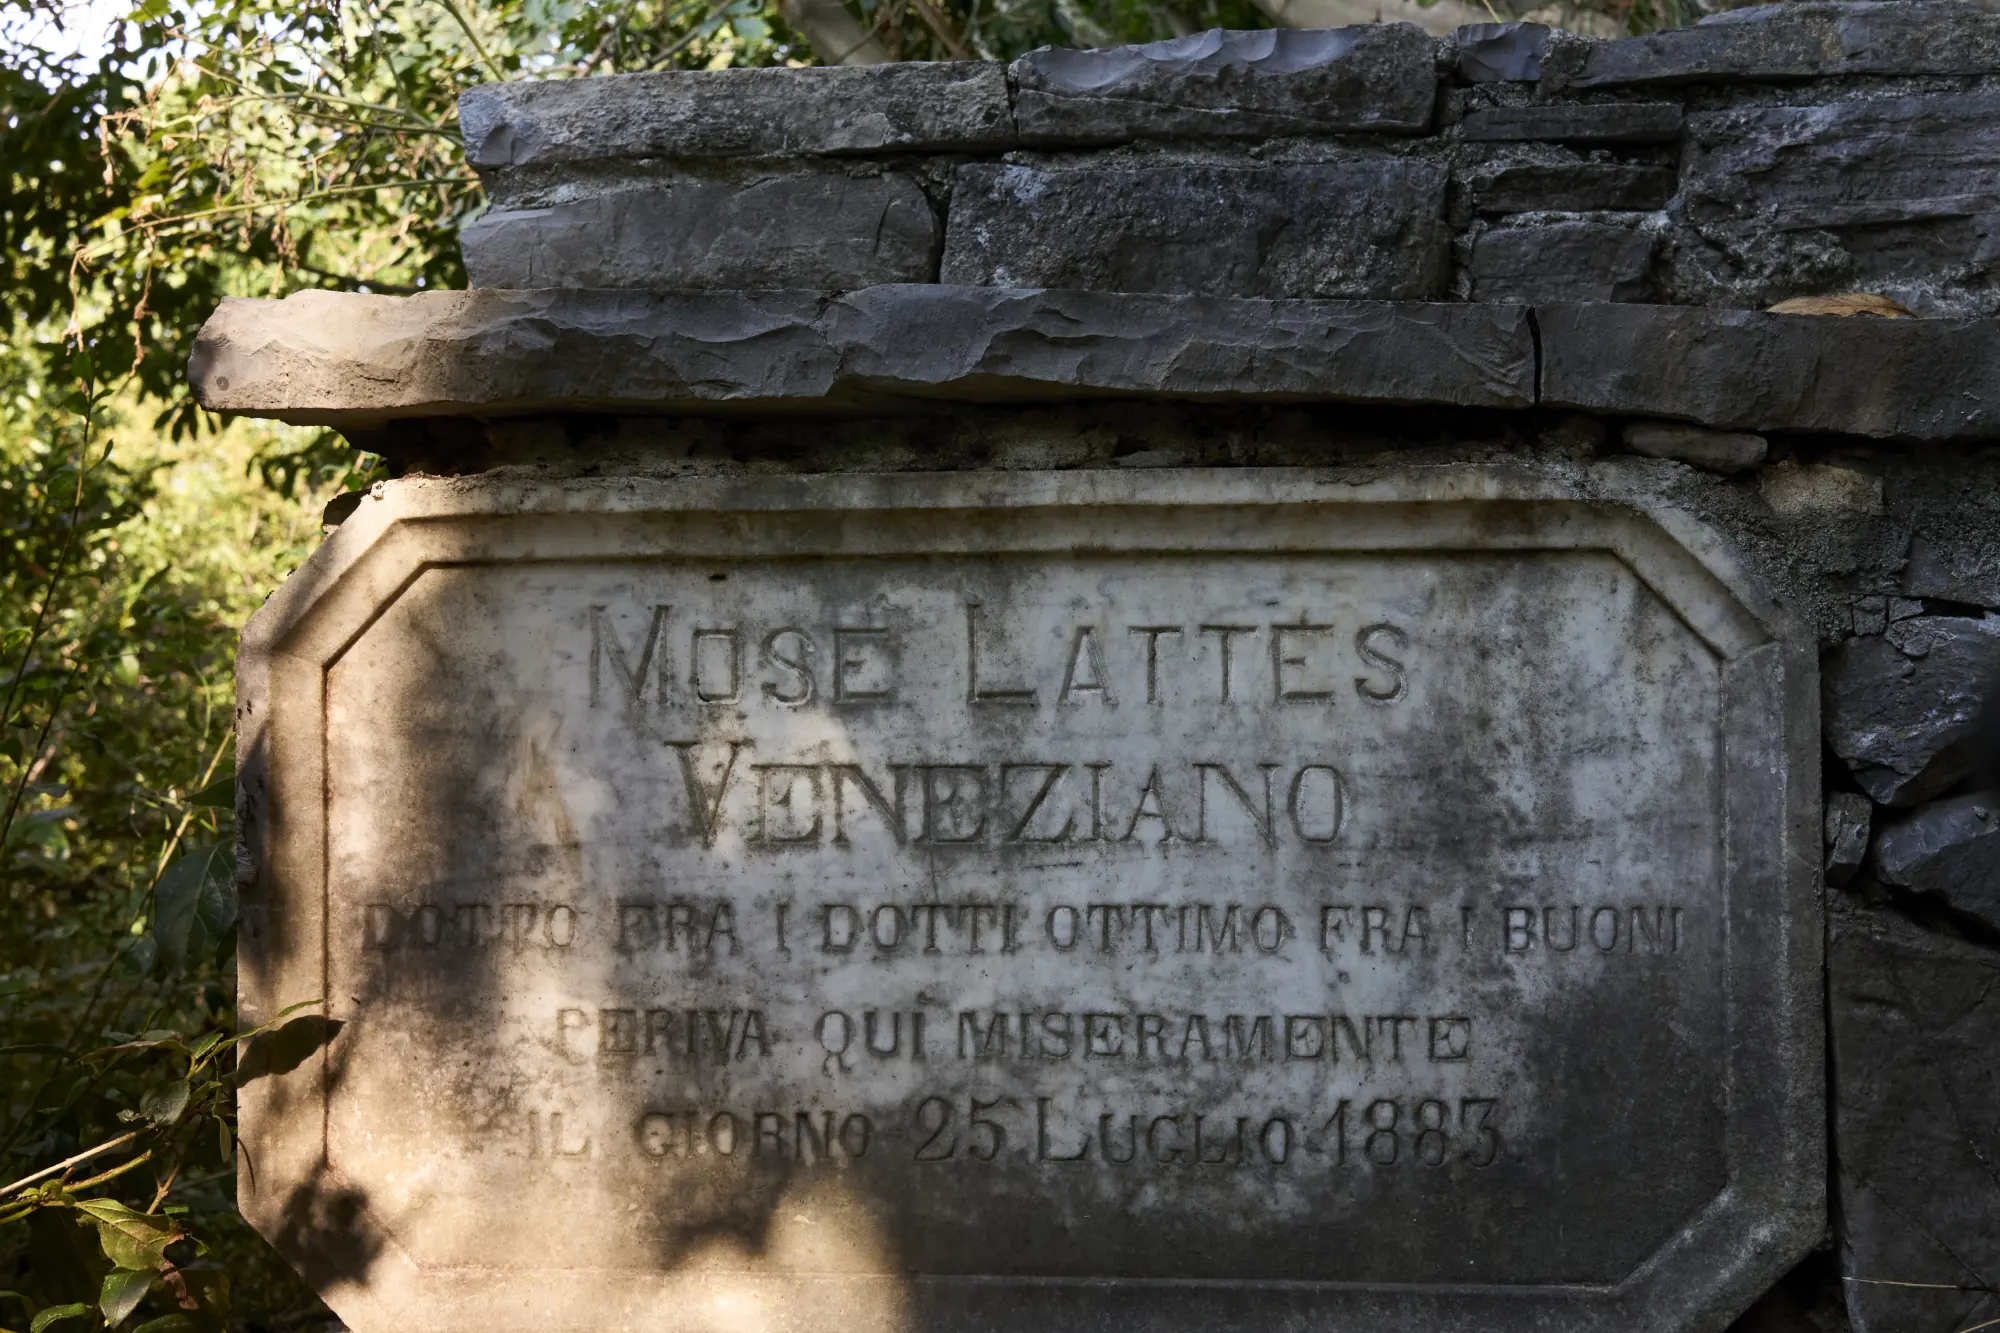 MOSÈ LATTES
VENEZIANO
DOTTO FRA I DOTTI OTTIMO FRA I BUONI
PERIVA QUI MISERAMENTE
IL GIORNO 25 LUGLIO 1883.